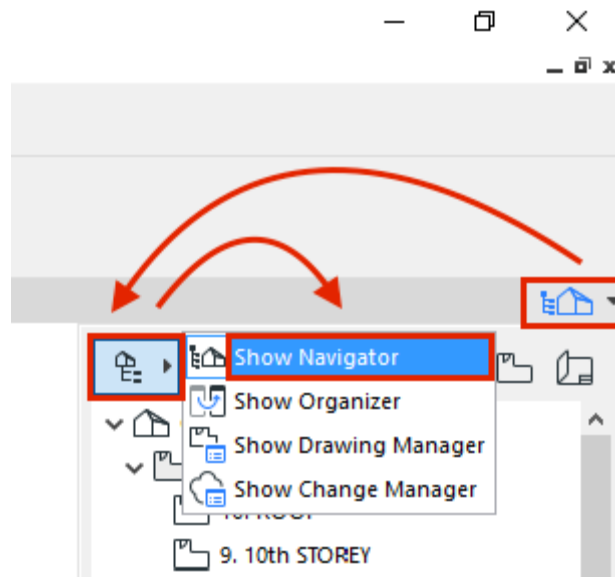 Show Navigator
Show Organizer
Show Drawing Manager
Show Change Manager
9. 10th STOREY